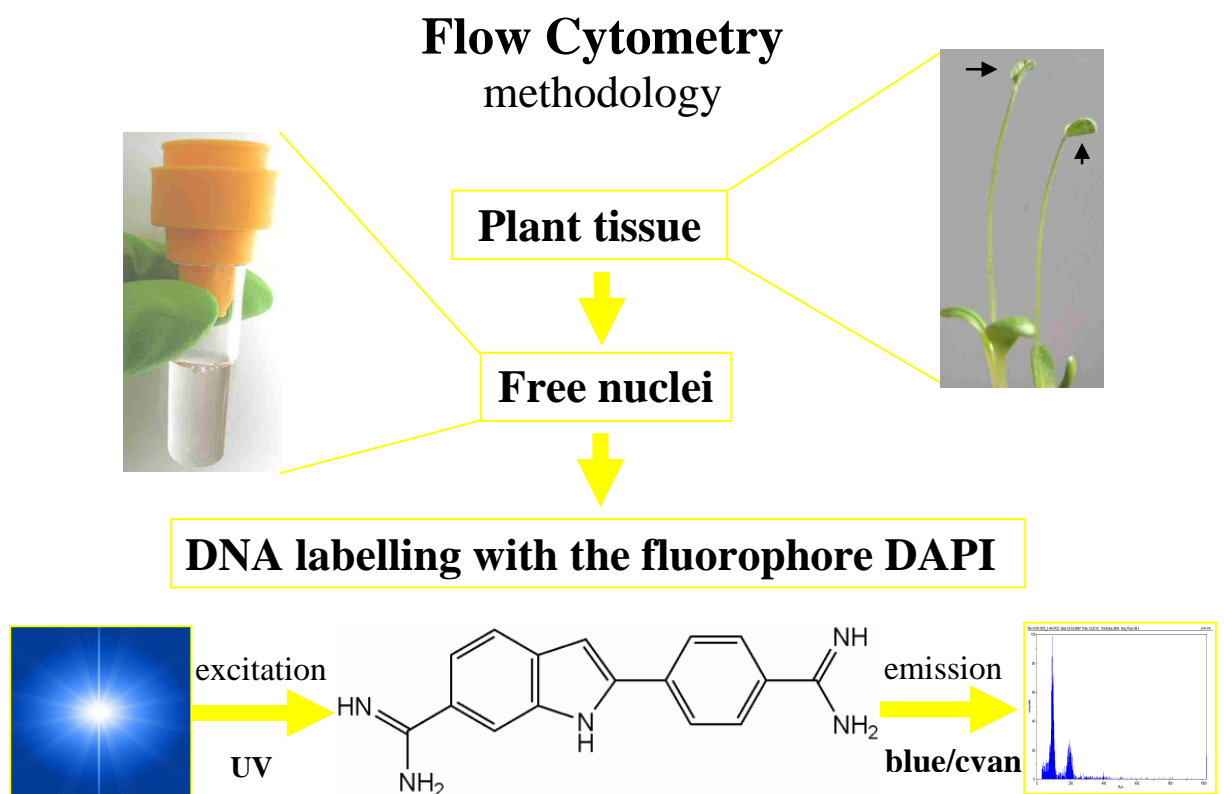 Flow Cytometry
methodology
Plant tissue
Free nuclei
DNA labelling with the fluorophore DAPI
excitation
UV
HN
NH₂
N
H
NH
NH₂
emission
blue/cvan